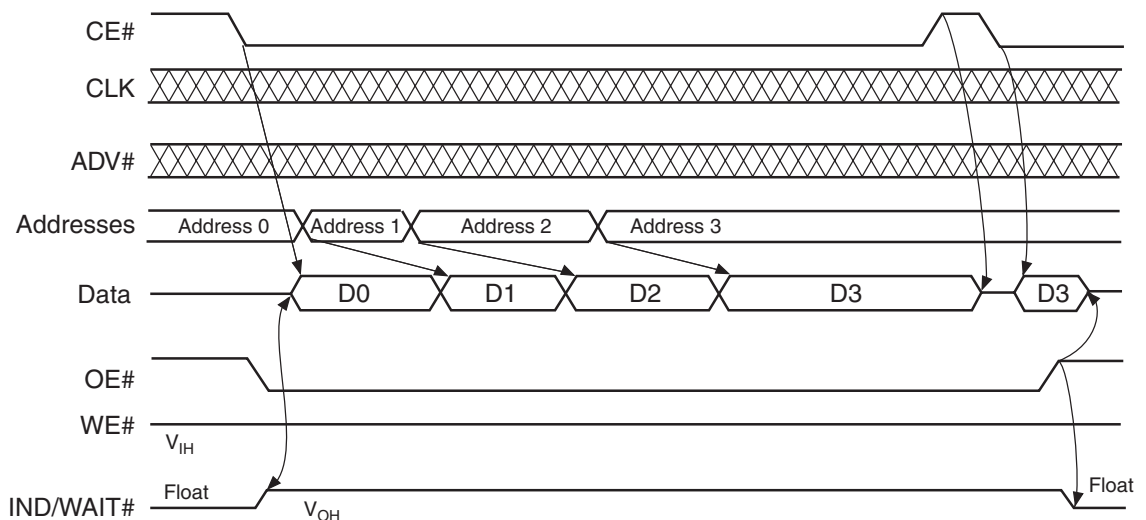 CE#
CLK
ADV#
Addresses Address 0 Address 1 Address 2 Address 3
Data D0 D1 D2 D3 D3
OE#
WE#
VIH
IND/WAIT# Float VOH Float